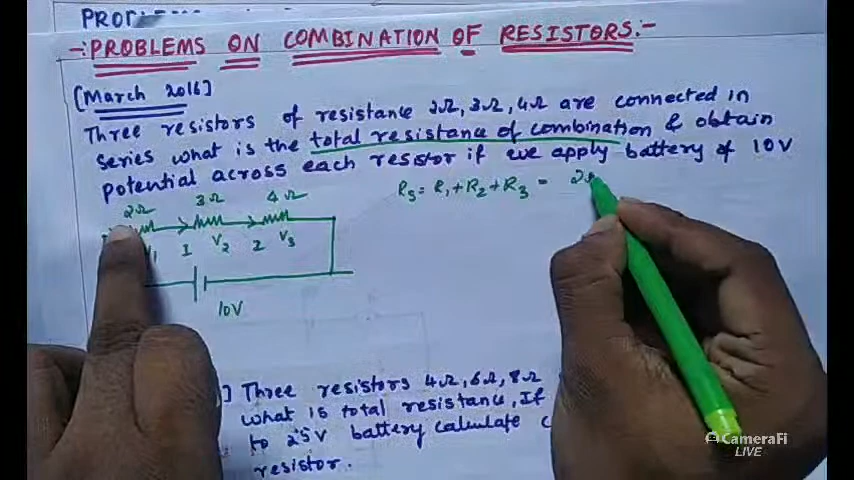 -: PROBLEMS ON COMBINATION OF RESISTORS:-
[March 2016]
Three resistors of resistance 2Ω, 3Ω, 4Ω are connected in
series what is the total resistance of combination & obtain
potential across each resistor if we apply battery of 10V
Rs = R1 + R2 + R3 =
2Ω 3Ω 4Ω
I V2 I V3
10V
] Three resistors 4Ω, 6Ω, 8Ω
what is total resistance, If
to 25V battery calculate
resistor.
CameraFi
LIVE